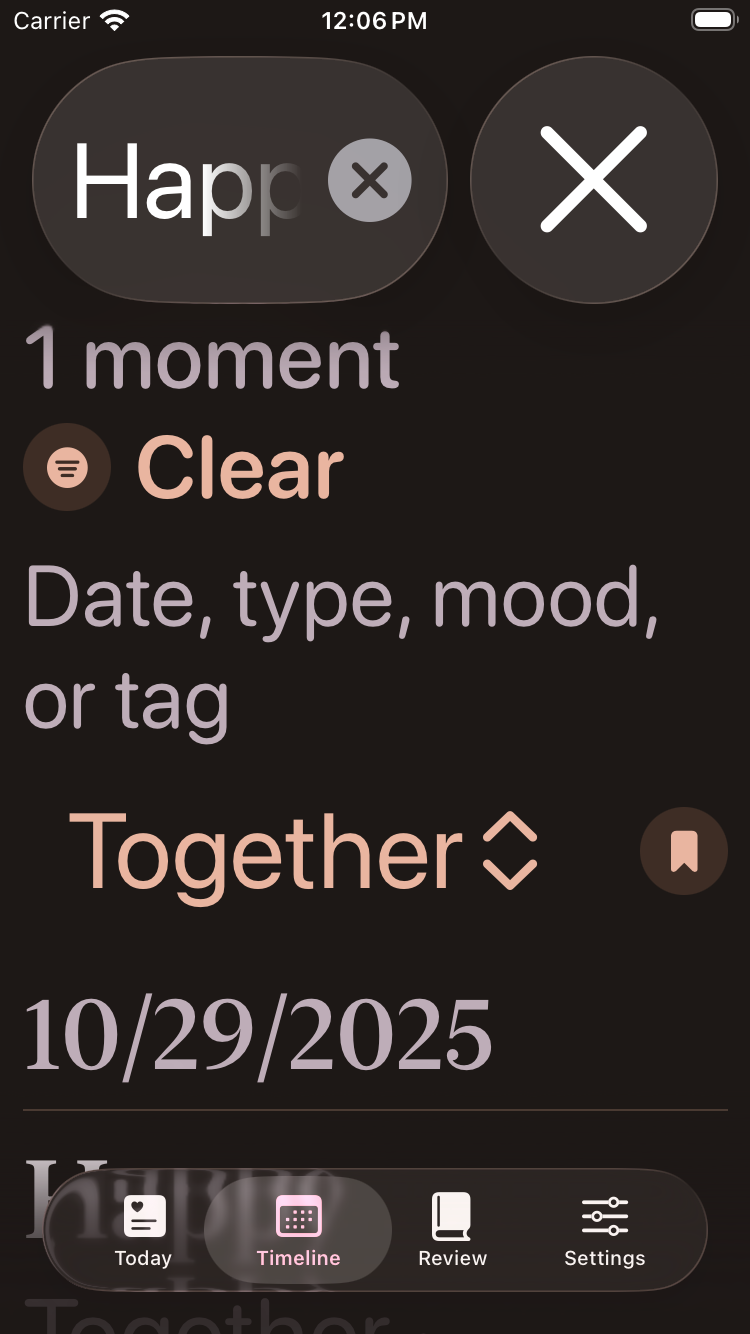 Carrier 12:06 PM
Happ
1 moment
Clear
Date, type, mood,
or tag
Together
10/29/2025
Today Timeline Review Settings
Together